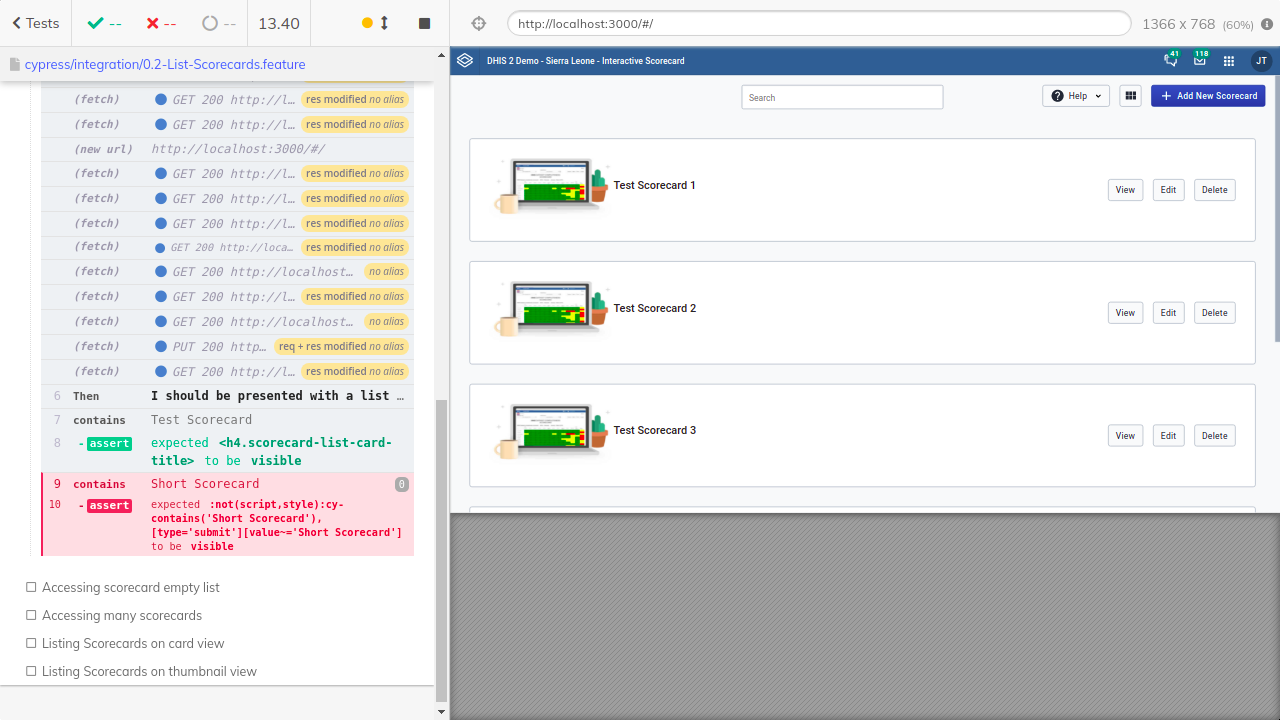 Tests
--
--
--
13.40
http://localhost:3000/#/
1366 x 768 (60%)
cypress/integration/0.2-List-Scorecards.feature
(fetch) GET 200 http://l… res modified no alias
(fetch) GET 200 http://l… res modified no alias
(new url) http://localhost:3000/#/
(fetch) GET 200 http://l… res modified no alias
(fetch) GET 200 http://l… res modified no alias
(fetch) GET 200 http://l… res modified no alias
(fetch) GET 200 http://loca… res modified no alias
(fetch) GET 200 http://localhost… no alias
(fetch) GET 200 http://l… res modified no alias
(fetch) GET 200 http://localhost… no alias
(fetch) PUT 200 http… req + res modified no alias
(fetch) GET 200 http://l… res modified no alias
6 Then I should be presented with a list …
7 contains Test Scorecard
8 - assert expected <h4.scorecard-list-card-
title> to be visible
9 contains Short Scorecard 0
10 - assert expected :not(script,style):cy-
contains('Short Scorecard'),
[type='submit'][value~='Short Scorecard']
to be visible
Accessing scorecard empty list
Accessing many scorecards
Listing Scorecards on card view
Listing Scorecards on thumbnail view
DHIS 2 Demo - Sierra Leone - Interactive Scorecard
41
118
JT
Search
Help
Add New Scorecard
Test Scorecard 1
View Edit Delete
Test Scorecard 2
View Edit Delete
Test Scorecard 3
View Edit Delete